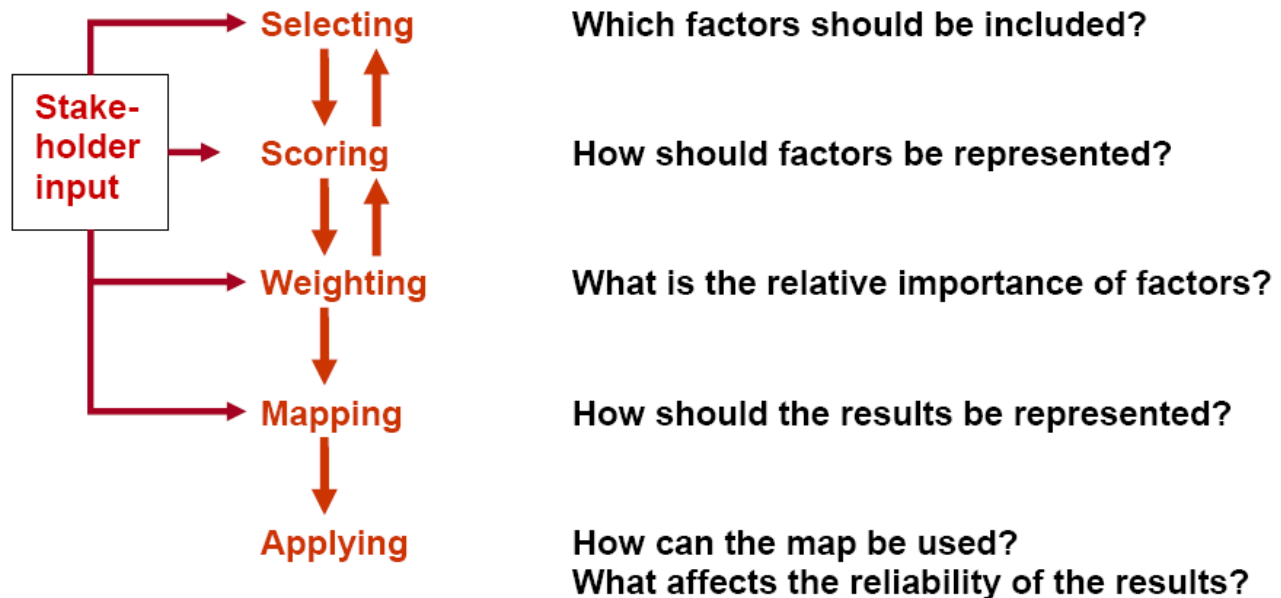 Selecting
Which factors should be included?
Stake-
holder
input
Scoring
How should factors be represented?
Weighting
What is the relative importance of factors?
Mapping
How should the results be represented?
Applying
How can the map be used?
What affects the reliability of the results?